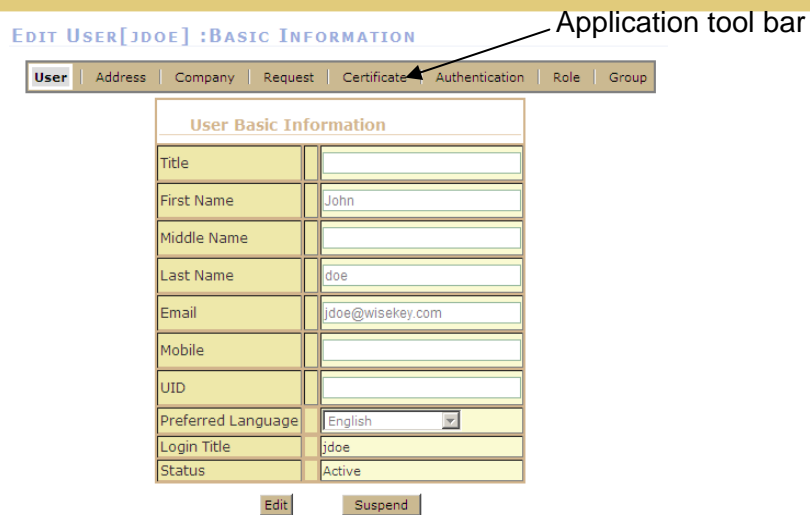 Application tool bar
EDIT USER[JDOE] :BASIC INFORMATION
User | Address | Company | Request | Certificate | Authentication | Role | Group
User Basic Information
Title
First Name John
Middle Name
Last Name doe
Email jdoe@wisekey.com
Mobile
UID
Preferred Language English
Login Title jdoe
Status Active
Edit Suspend